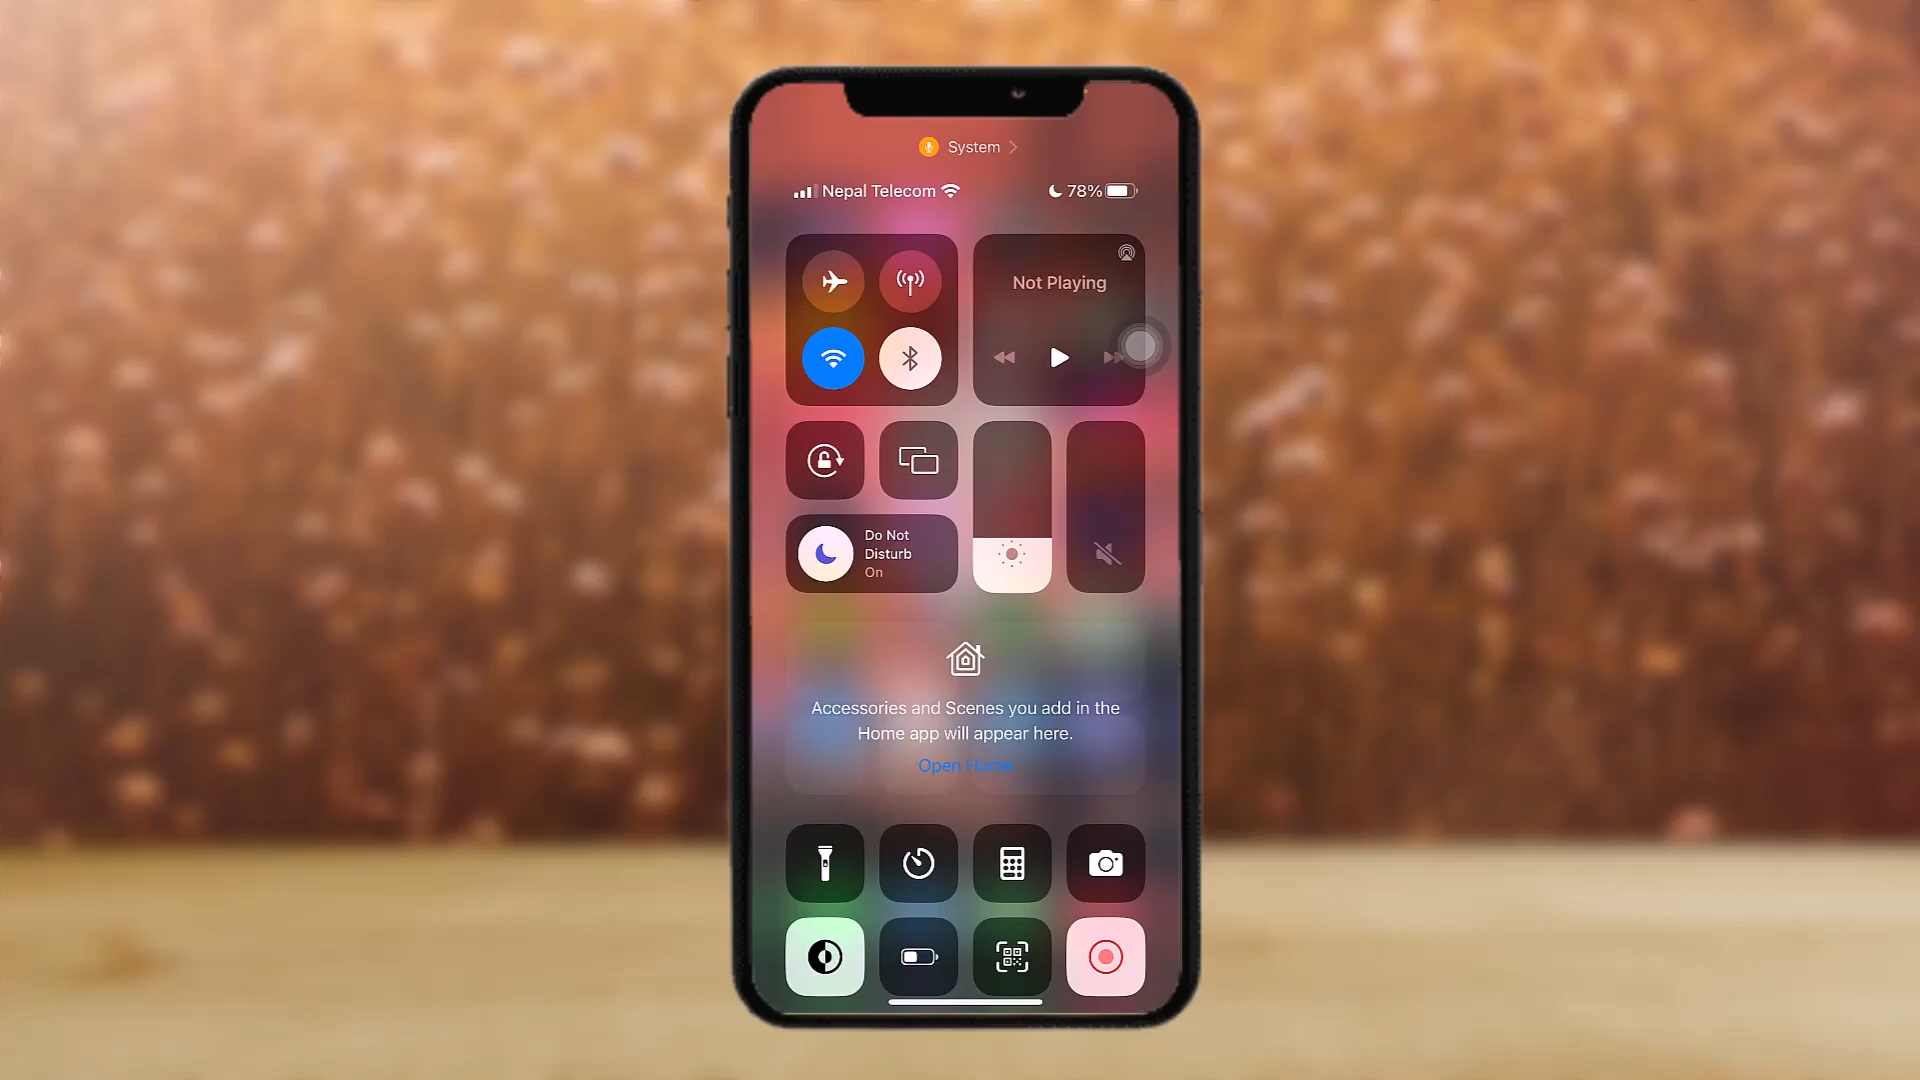 System
Nepal Telecom
78%
Not Playing
Do Not
Disturb
On
Accessories and Scenes you add in the
Home app will appear here.
Open Home